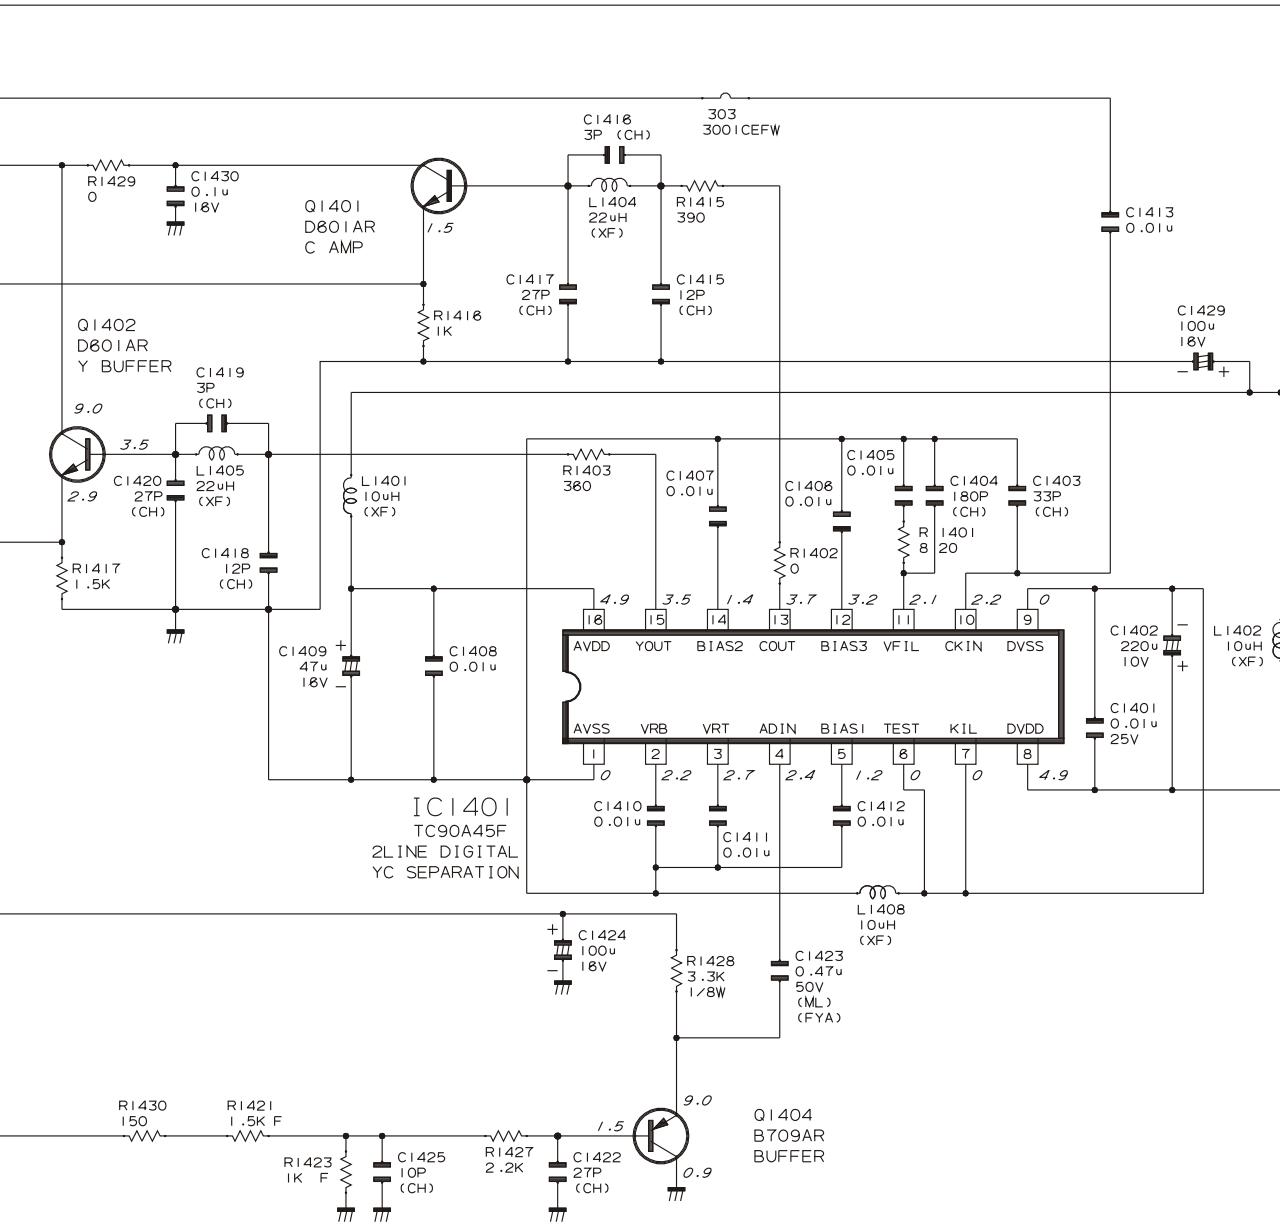 303
3001CEFW
C1416
3P (CH)
R1429
0
C1430
0.1u
16V
Q1401
D601AR
C AMP
1.5
L1404
22uH
(XF)
R1415
390
C1413
0.01u
C1417
27P
(CH)
C1415
12P
(CH)
R1416
1K
C1429
100u
16V
-
+
Q1402
D601AR
Y BUFFER
C1419
3P
(CH)
9.0
3.5
2.9
L1405
22uH
(XF)
C1420
27P
(CH)
L1401
10uH
(XF)
R1403
360
C1407
0.01u
C1406
0.01u
C1405
0.01u
C1404
180P
(CH)
C1403
33P
(CH)
R1401
820
R1402
0
C1418
12P
(CH)
R1417
1.5K
4.9
3.5
1.4
3.7
3.2
2.1
2.2
0
16
15
14
13
12
11
10
9
AVDD
YOUT
BIAS2
COUT
BIAS3
VFIL
CKIN
DVSS
C1409
47u
16V
+
-
C1408
0.01u
C1402
220u
10V
-
+
L1402
10uH
(XF)
C1401
0.01u
25V
AVSS
VRB
VRT
ADIN
BIAS1
TEST
KIL
DVDD
1
2
3
4
5
6
7
8
0
2.2
2.7
2.4
1.2
0
0
4.9
IC1401
TC90A45F
2LINE DIGITAL
YC SEPARATION
C1410
0.01u
C1411
0.01u
C1412
0.01u
L1408
10uH
(XF)
+
-
C1424
100u
16V
R1428
3.3K
1/8W
C1423
0.47u
50V
(ML)
(FYA)
R1430
150
R1421
1.5K F
R1423
1K F
C1425
10P
(CH)
R1427
2.2K
C1422
27P
(CH)
1.5
9.0
0.9
Q1404
B709AR
BUFFER